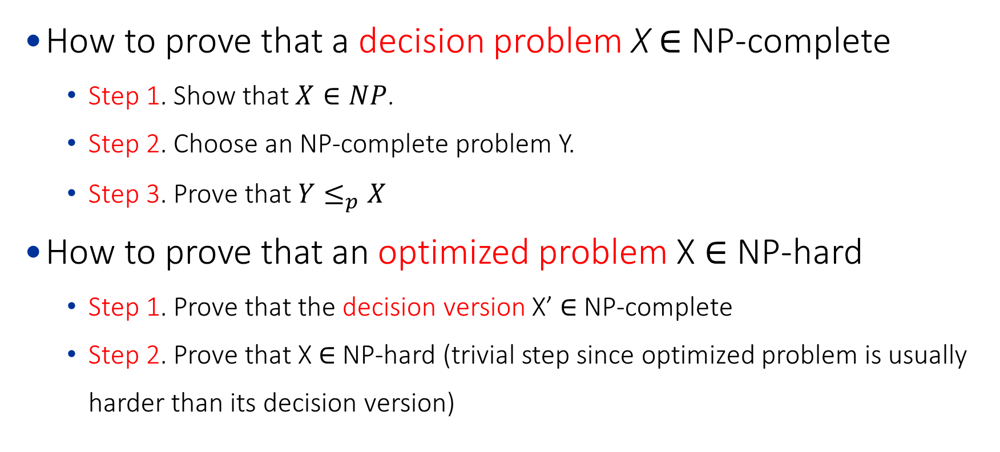 •How to prove that a decision problem X ∈ NP-complete
• Step 1. Show that X ∈ NP.
• Step 2. Choose an NP-complete problem Y.
• Step 3. Prove that Y ≤p X
•How to prove that an optimized problem X ∈ NP-hard
• Step 1. Prove that the decision version X’ ∈ NP-complete
• Step 2. Prove that X ∈ NP-hard (trivial step since optimized problem is usually
harder than its decision version)